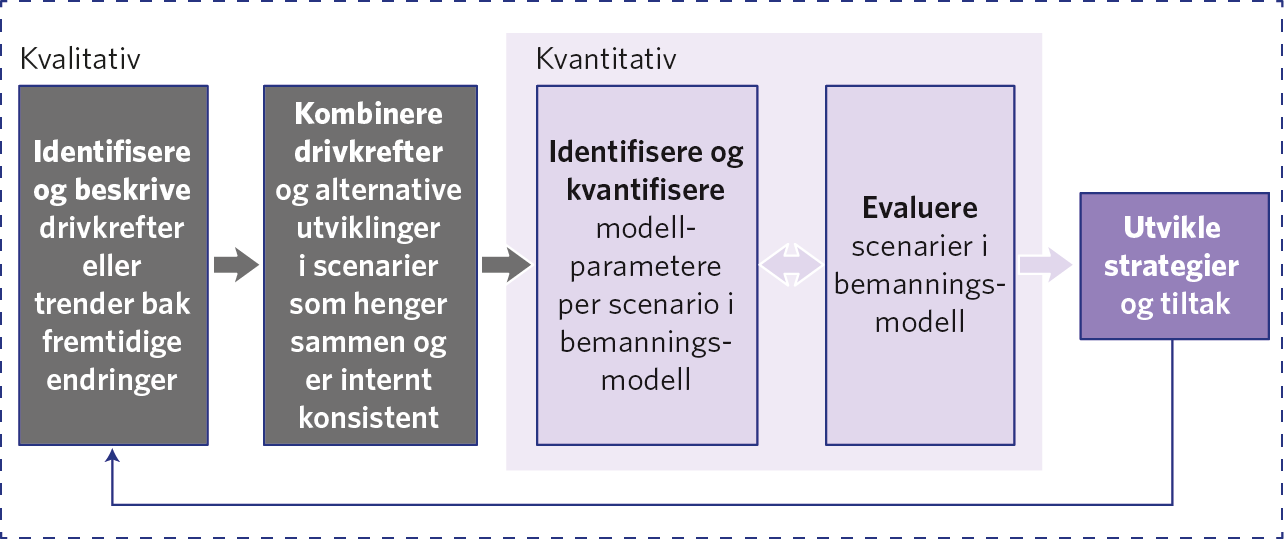 Kvalitativ
Identifisere
og beskrive
drivkrefter
eller
trender bak
fremtidige
endringer
Kombinere
drivkrefter
og alternative
utviklinger
i scenarier
som henger
sammen og
er internt
konsistent
Kvantitativ
Identifisere og
kvantifisere
modell-
parametere
per scenario i
bemannings-
modell
Evaluere
scenarier i
bemannings-
modell
Utvikle
strategier
og tiltak